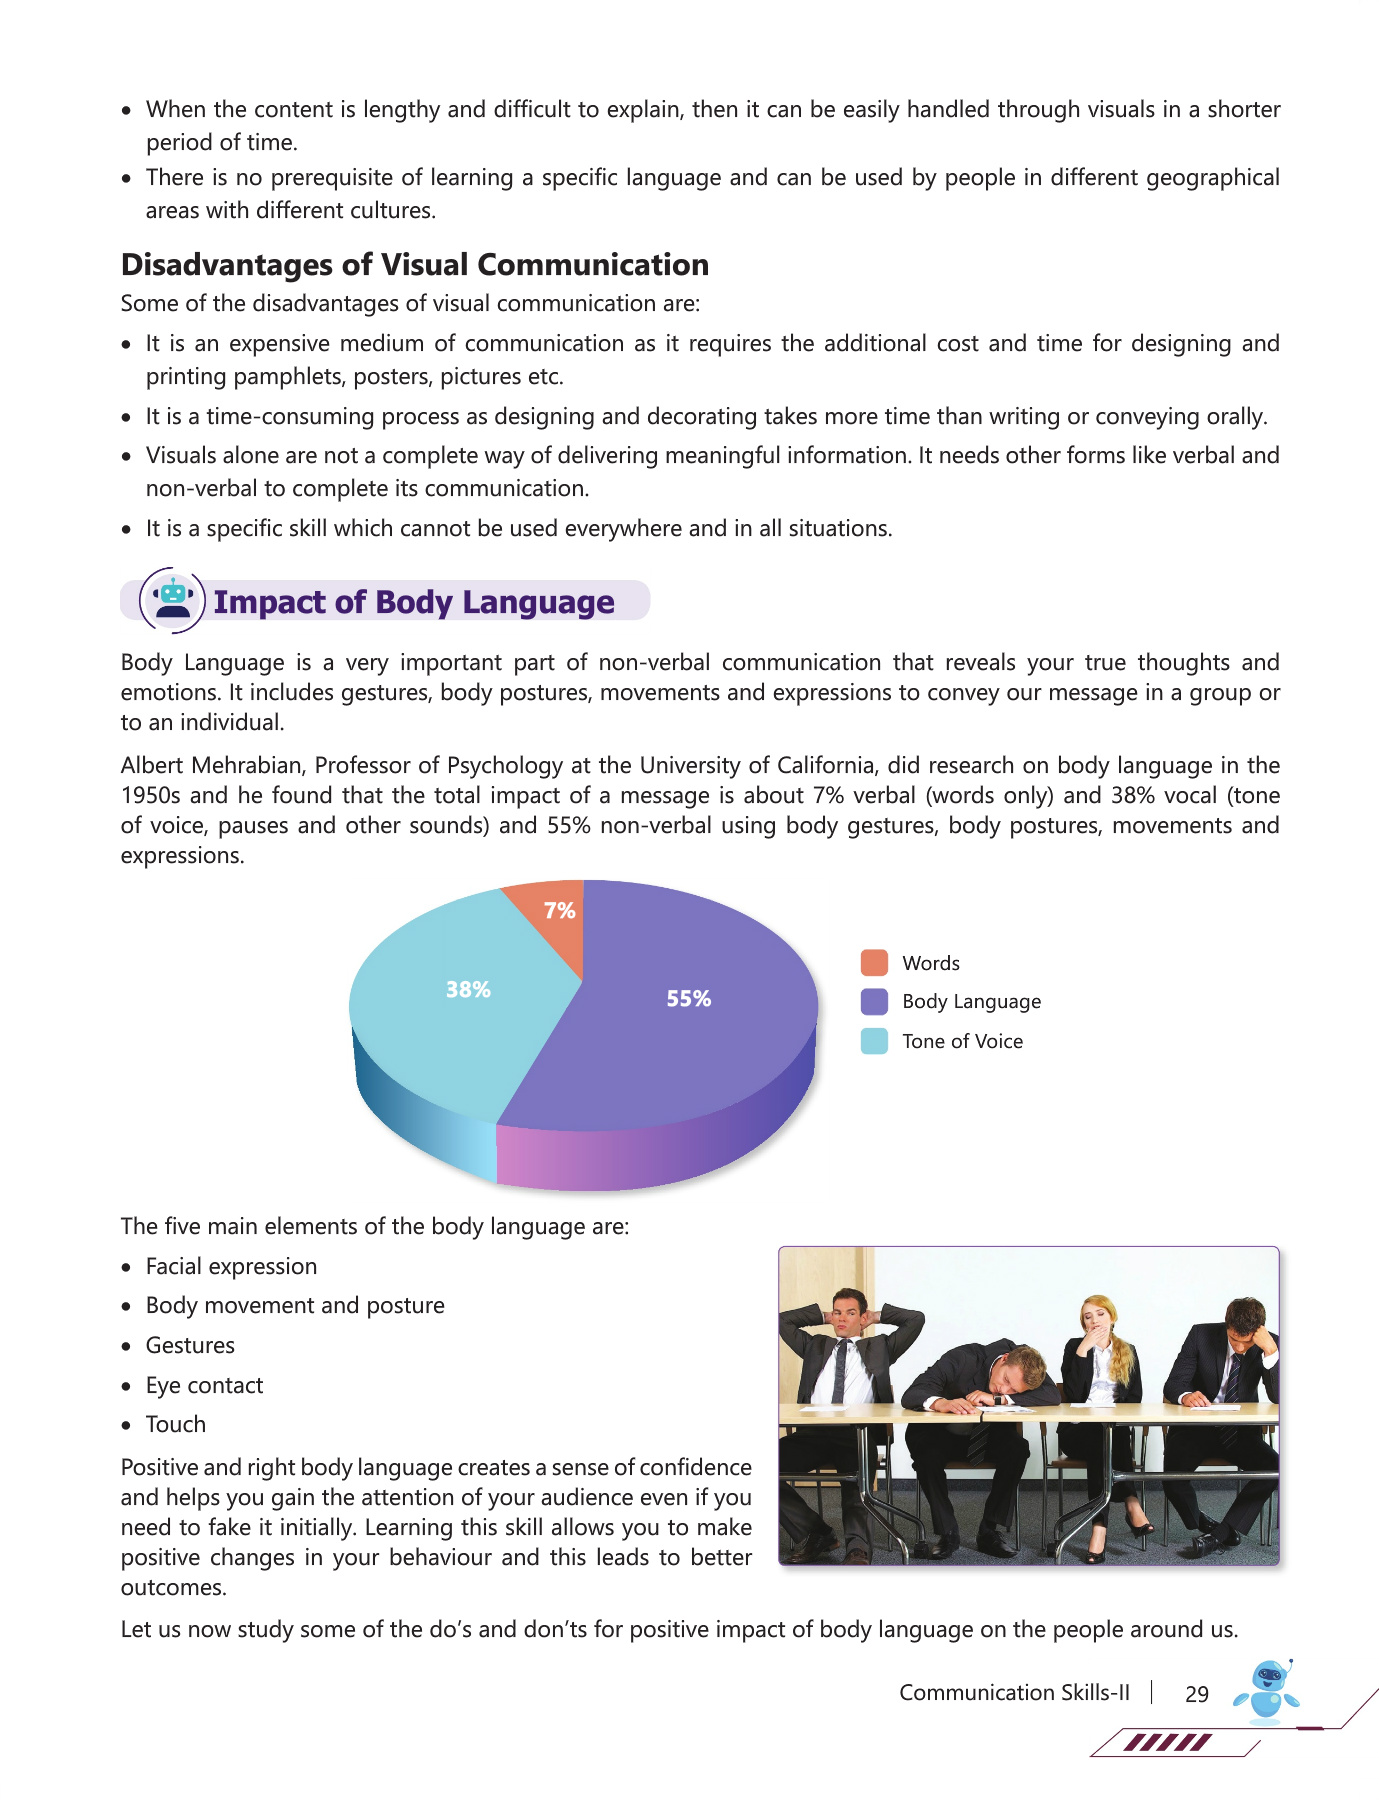 • When the content is lengthy and difficult to explain, then it can be easily handled through visuals in a shorter
period of time.
• There is no prerequisite of learning a specific language and can be used by people in different geographical
areas with different cultures.
Disadvantages of Visual Communication
Some of the disadvantages of visual communication are:
• It is an expensive medium of communication as it requires the additional cost and time for designing and
printing pamphlets, posters, pictures etc.
• It is a time-consuming process as designing and decorating takes more time than writing or conveying orally.
• Visuals alone are not a complete way of delivering meaningful information. It needs other forms like verbal and
non-verbal to complete its communication.
• It is a specific skill which cannot be used everywhere and in all situations.
Impact of Body Language
Body Language is a very important part of non-verbal communication that reveals your true thoughts and
emotions. It includes gestures, body postures, movements and expressions to convey our message in a group or
to an individual.
Albert Mehrabian, Professor of Psychology at the University of California, did research on body language in the
1950s and he found that the total impact of a message is about 7% verbal (words only) and 38% vocal (tone
of voice, pauses and other sounds) and 55% non-verbal using body gestures, body postures, movements and
expressions.
7%
38%
55%
Words
Body Language
Tone of Voice
The five main elements of the body language are:
• Facial expression
• Body movement and posture
• Gestures
• Eye contact
• Touch
Positive and right body language creates a sense of confidence
and helps you gain the attention of your audience even if you
need to fake it initially. Learning this skill allows you to make
positive changes in your behaviour and this leads to better
outcomes.
Let us now study some of the do's and don'ts for positive impact of body language on the people around us.
Communication Skills-II 29